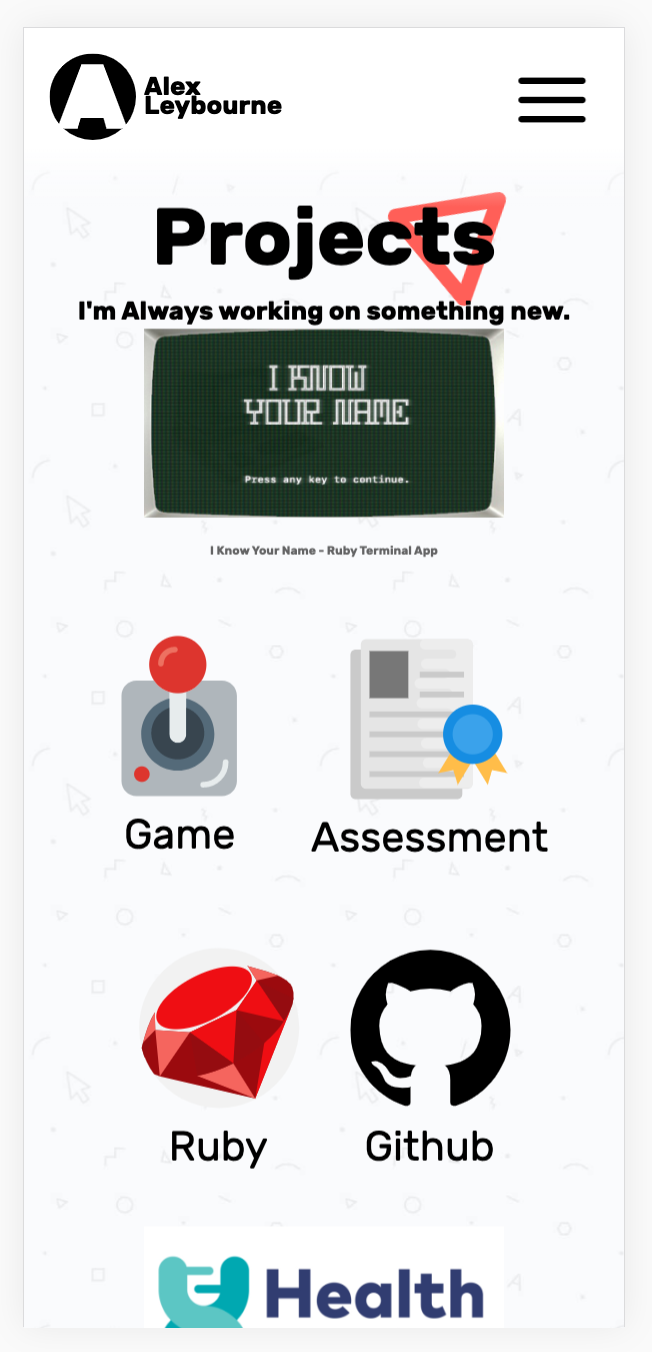 Alex
Leybourne
Projects
I'm Always working on something new.
I KNOW
YOUR NAME
Press any key to continue.
I Know Your Name - Ruby Terminal App
Game
Assessment
Ruby
Github
Health